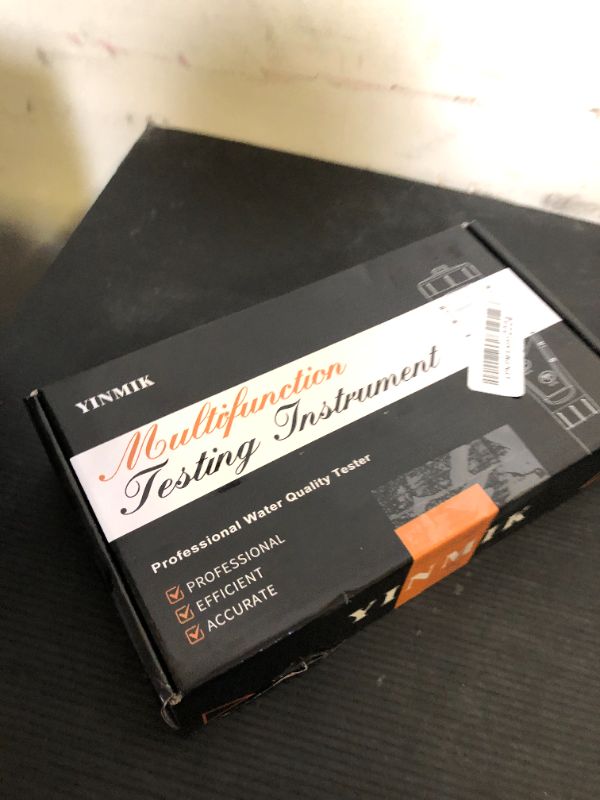 YINMIK
Multifunction
Testing Instrument
Professional Water Quality Tester
PROFESSIONAL
EFFICIENT
ACCURATE
YINMIK